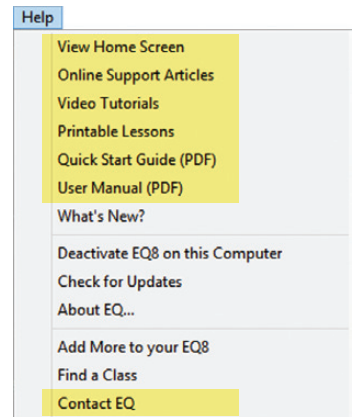 Help
View Home Screen
Online Support Articles
Video Tutorials
Printable Lessons
Quick Start Guide (PDF)
User Manual (PDF)
What's New?
Deactivate EQ8 on this Computer
Check for Updates
About EQ...
Add More to your EQ8
Find a Class
Contact EQ